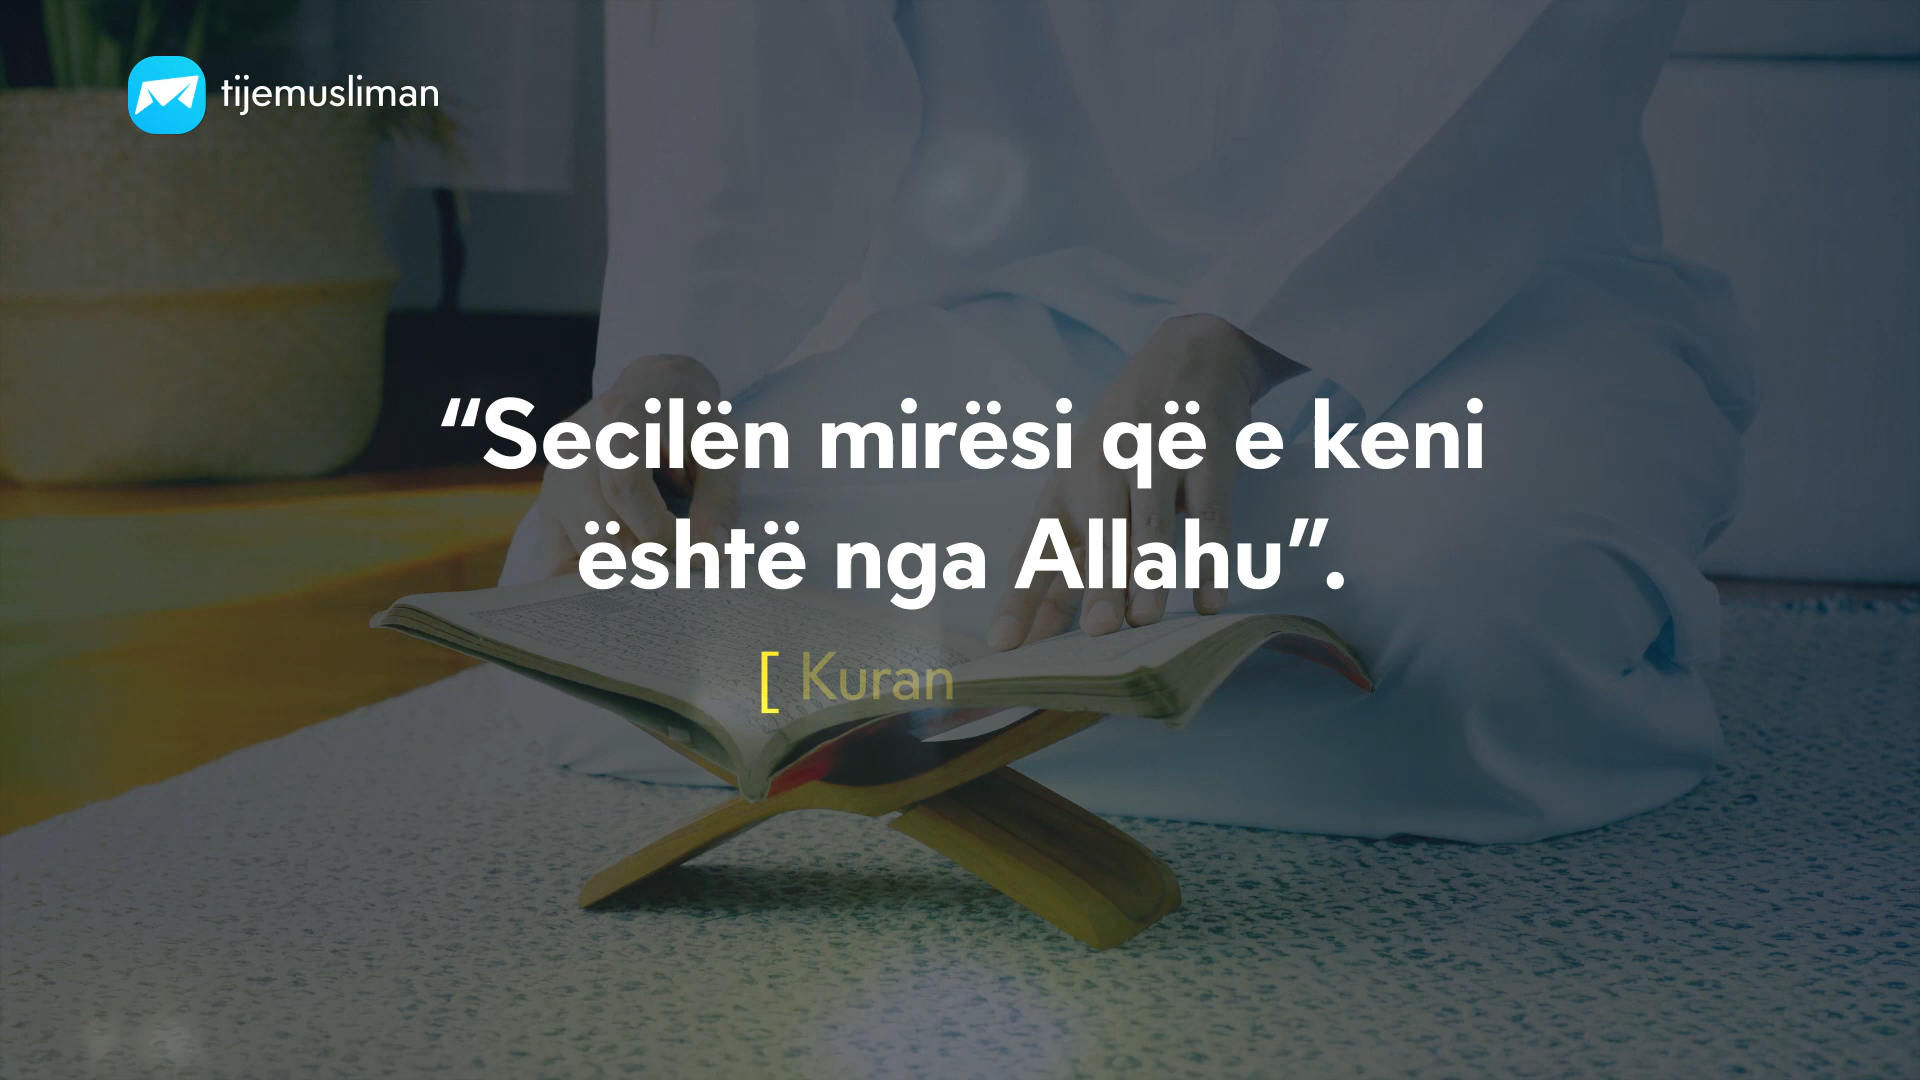 tijemusliman
“Secilën mirësi që e keni
është nga Allahu”.
[ Kuran